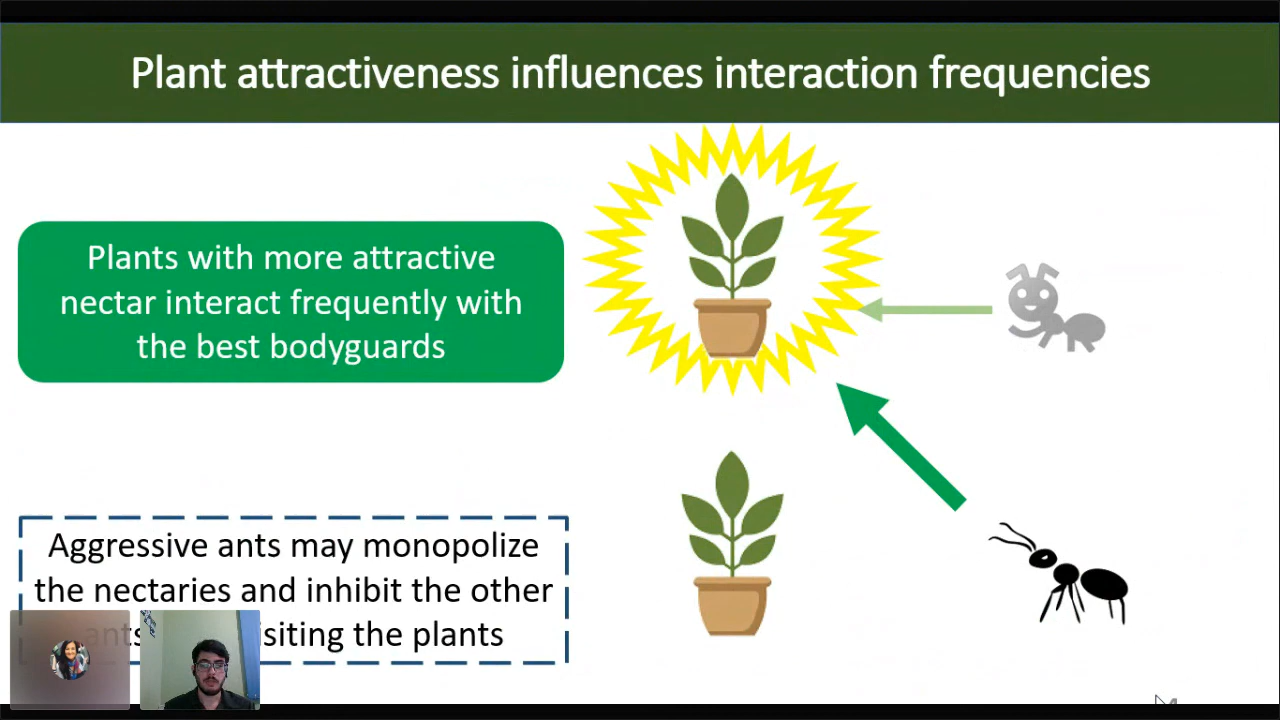 Plant attractiveness influences interaction frequencies
Plants with more attractive
nectar interact frequently with
the best bodyguards
Aggressive ants may monopolize
the nectaries and inhibit the other
ants isiting the plants